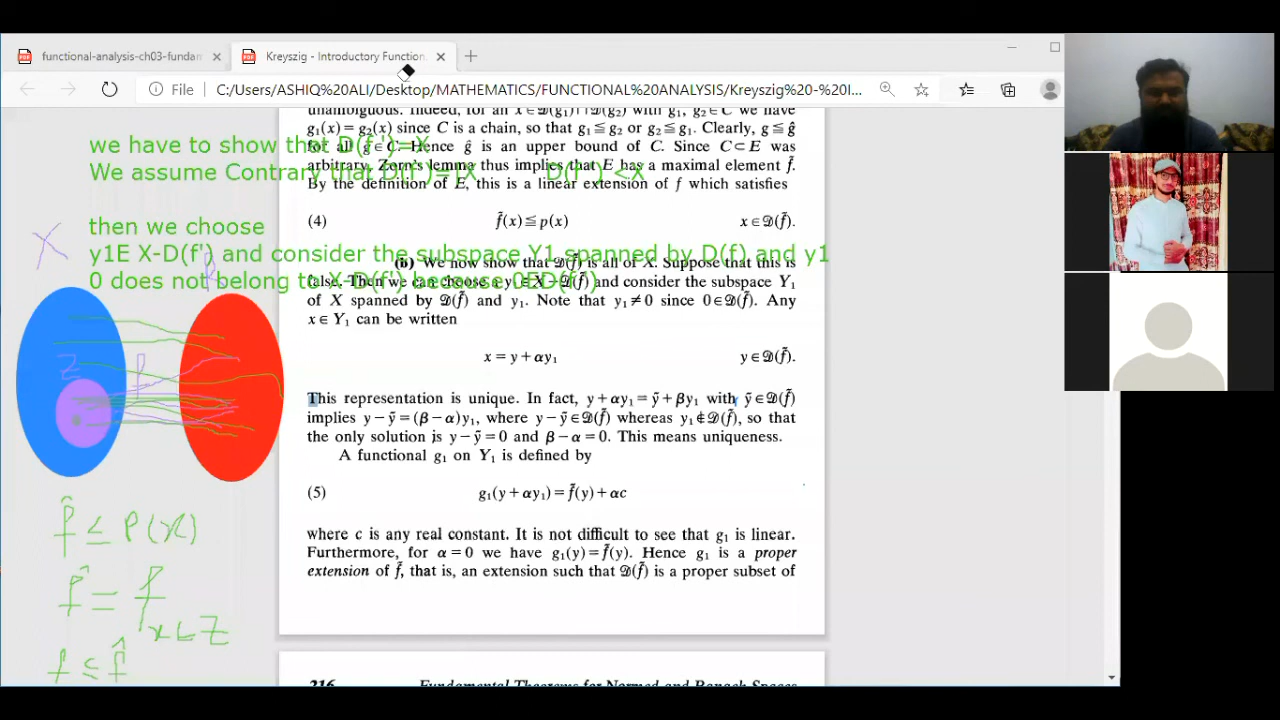 functional-analysis-ch03-fundam
Kreyszig - Introductory Function
File C:/Users/ASHIQ%20ALI/Desktop/MATHEMATICS/FUNCTIONAL%20ANALYSIS/Kreyszig%20-%20I...
unambiguous. Indeed, for an x∈𝒟(g₁)∩𝒟(g₂) with g₁, g₂∈C we have
g₁(x)=g₂(x) since C is a chain, so that g₁≦g₂ or g₂≦g₁. Clearly, g≦ĝ
for all g∈C. Hence ĝ is an upper bound of C. Since C⊂E was
arbitrary, Zorn's lemma thus implies that E has a maximal element f̃.
By the definition of E, this is a linear extension of f which satisfies
(4) f̃(x)≦p(x) x∈𝒟(f̃).
(b) We now show that 𝒟(f̃) is all of X. Suppose that this is
false. Then we can choose y₁∈X−𝒟(f̃) and consider the subspace Y₁
of X spanned by 𝒟(f̃) and y₁. Note that y₁≠0 since 0∈𝒟(f̃). Any
x∈Y₁ can be written
x=y+αy₁ y∈𝒟(f̃).
This representation is unique. In fact, y+αy₁=ỹ+βy₁ with ỹ∈𝒟(f̃)
implies y−ỹ=(β−α)y₁, where y−ỹ∈𝒟(f̃) whereas y₁∉𝒟(f̃), so that
the only solution is y−ỹ=0 and β−α=0. This means uniqueness.
A functional g₁ on Y₁ is defined by
(5) g₁(y+αy₁)=f̃(y)+αc
where c is any real constant. It is not difficult to see that g₁ is linear.
Furthermore, for α=0 we have g₁(y)=f̃(y). Hence g₁ is a proper
extension of f̃, that is, an extension such that 𝒟(f̃) is a proper subset of
216 Fundamental Theorems for Normed and Banach Spaces
we have to show that D(f')=X
We assume Contrary that D(f')=!X D(f') <X
then we choose
y1E X-D(f') and consider the subspace Y1 spanned by D(f) and y1
0 does not belong to X-D(f') because 0ED(f')
X
R
Z
f
f̂ ≤ P(x)
f̂ = f
x∈Z
f ≤ f̂